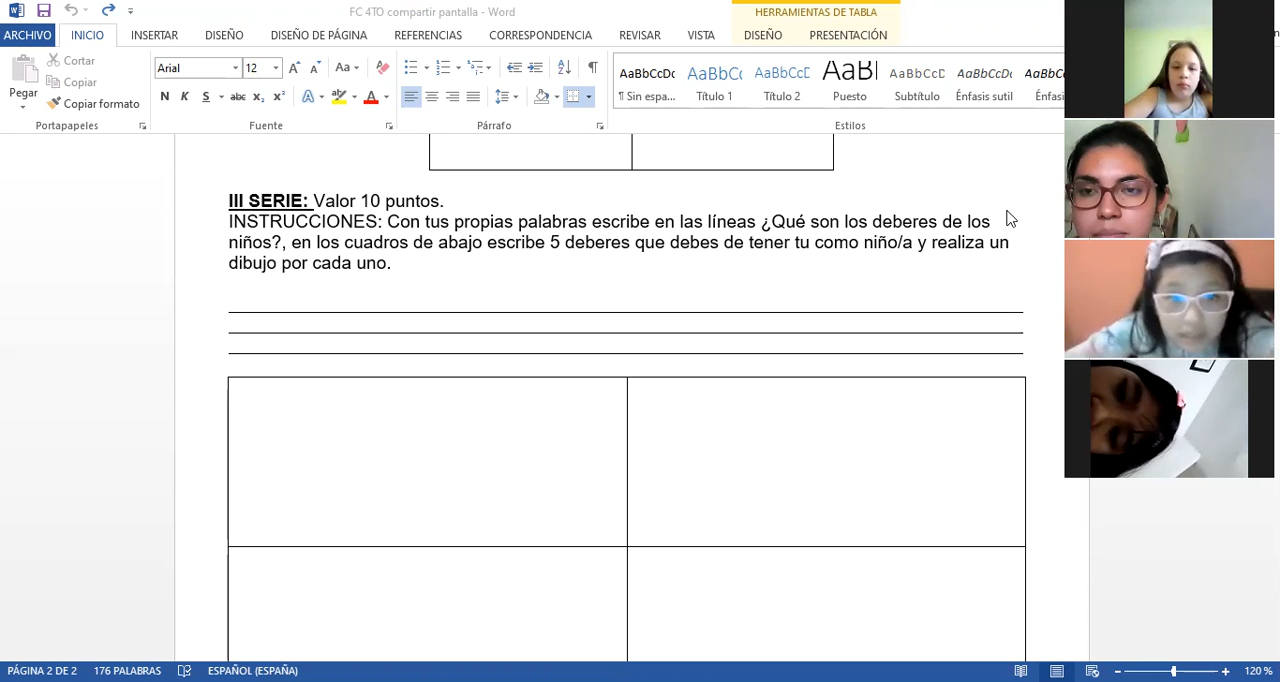 FC 4TO compartir pantalla - Word
HERRAMIENTAS DE TABLA
ARCHIVO INICIO INSERTAR DISEÑO DISEÑO DE PÁGINA REFERENCIAS CORRESPONDENCIA REVISAR VISTA DISEÑO PRESENTACIÓN
Pegar
Cortar
Copiar
Copiar formato
Portapapeles
Arial 12 Aa
N K S abc x₂ x² A A
Fuente
Párrafo
AaBbCcDc AaBbCc AaBbCcD AaB AaBbCcD AaBbCcDc AaBbCc
¶ Sin espa... Título 1 Título 2 Puesto Subtítulo Énfasis sutil Énfasi
Estilos
III SERIE: Valor 10 puntos.
INSTRUCCIONES: Con tus propias palabras escribe en las líneas ¿Qué son los deberes de los
niños?, en los cuadros de abajo escribe 5 deberes que debes de tener tu como niño/a y realiza un
dibujo por cada uno.
PÁGINA 2 DE 2 176 PALABRAS ESPAÑOL (ESPAÑA) 120 %